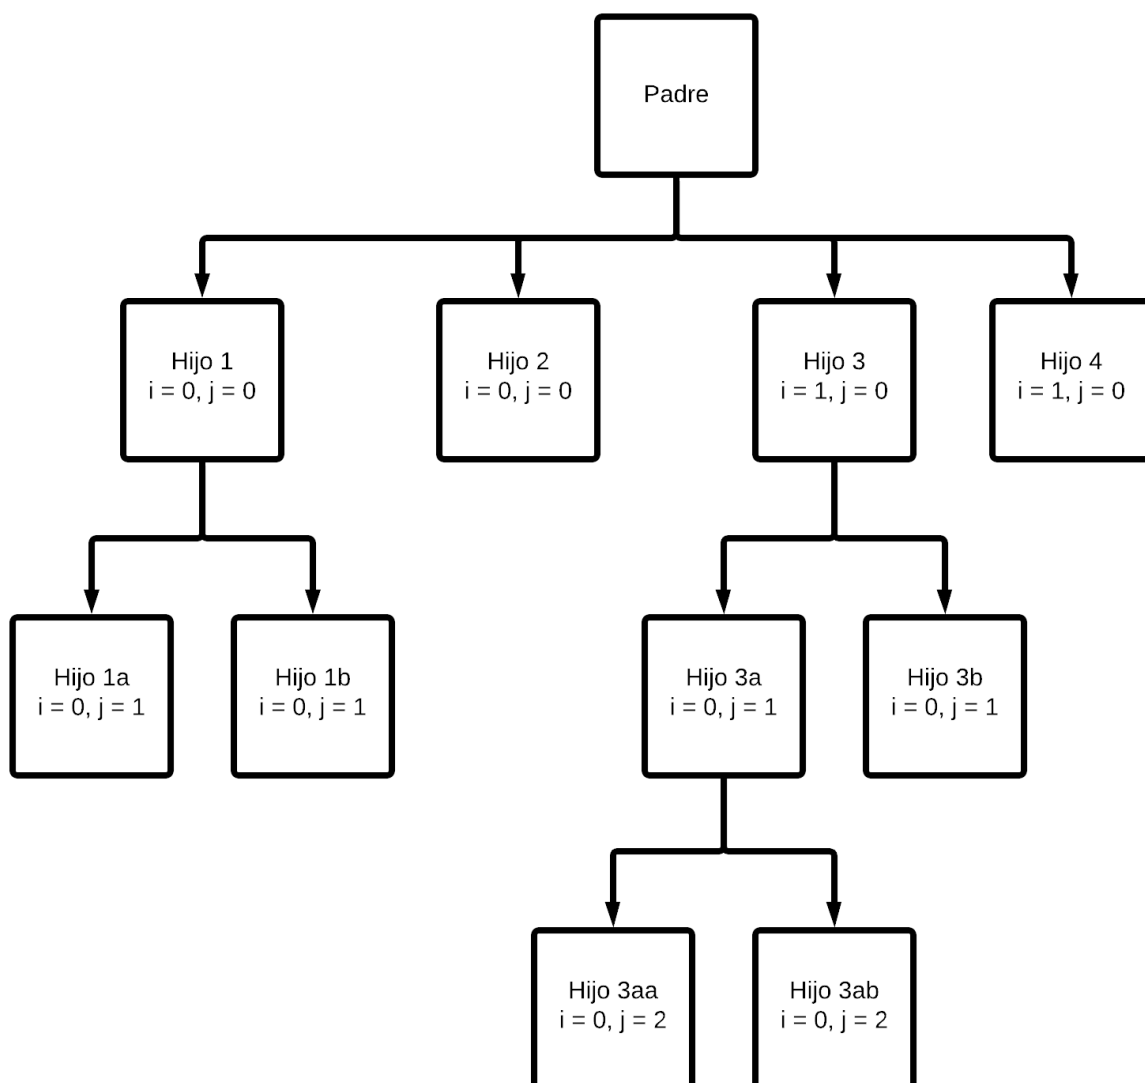 Padre
Hijo 1
i = 0, j = 0
Hijo 2
i = 0, j = 0
Hijo 3
i = 1, j = 0
Hijo 4
i = 1, j = 0
Hijo 1a
i = 0, j = 1
Hijo 1b
i = 0, j = 1
Hijo 3a
i = 0, j = 1
Hijo 3b
i = 0, j = 1
Hijo 3aa
i = 0, j = 2
Hijo 3ab
i = 0, j = 2